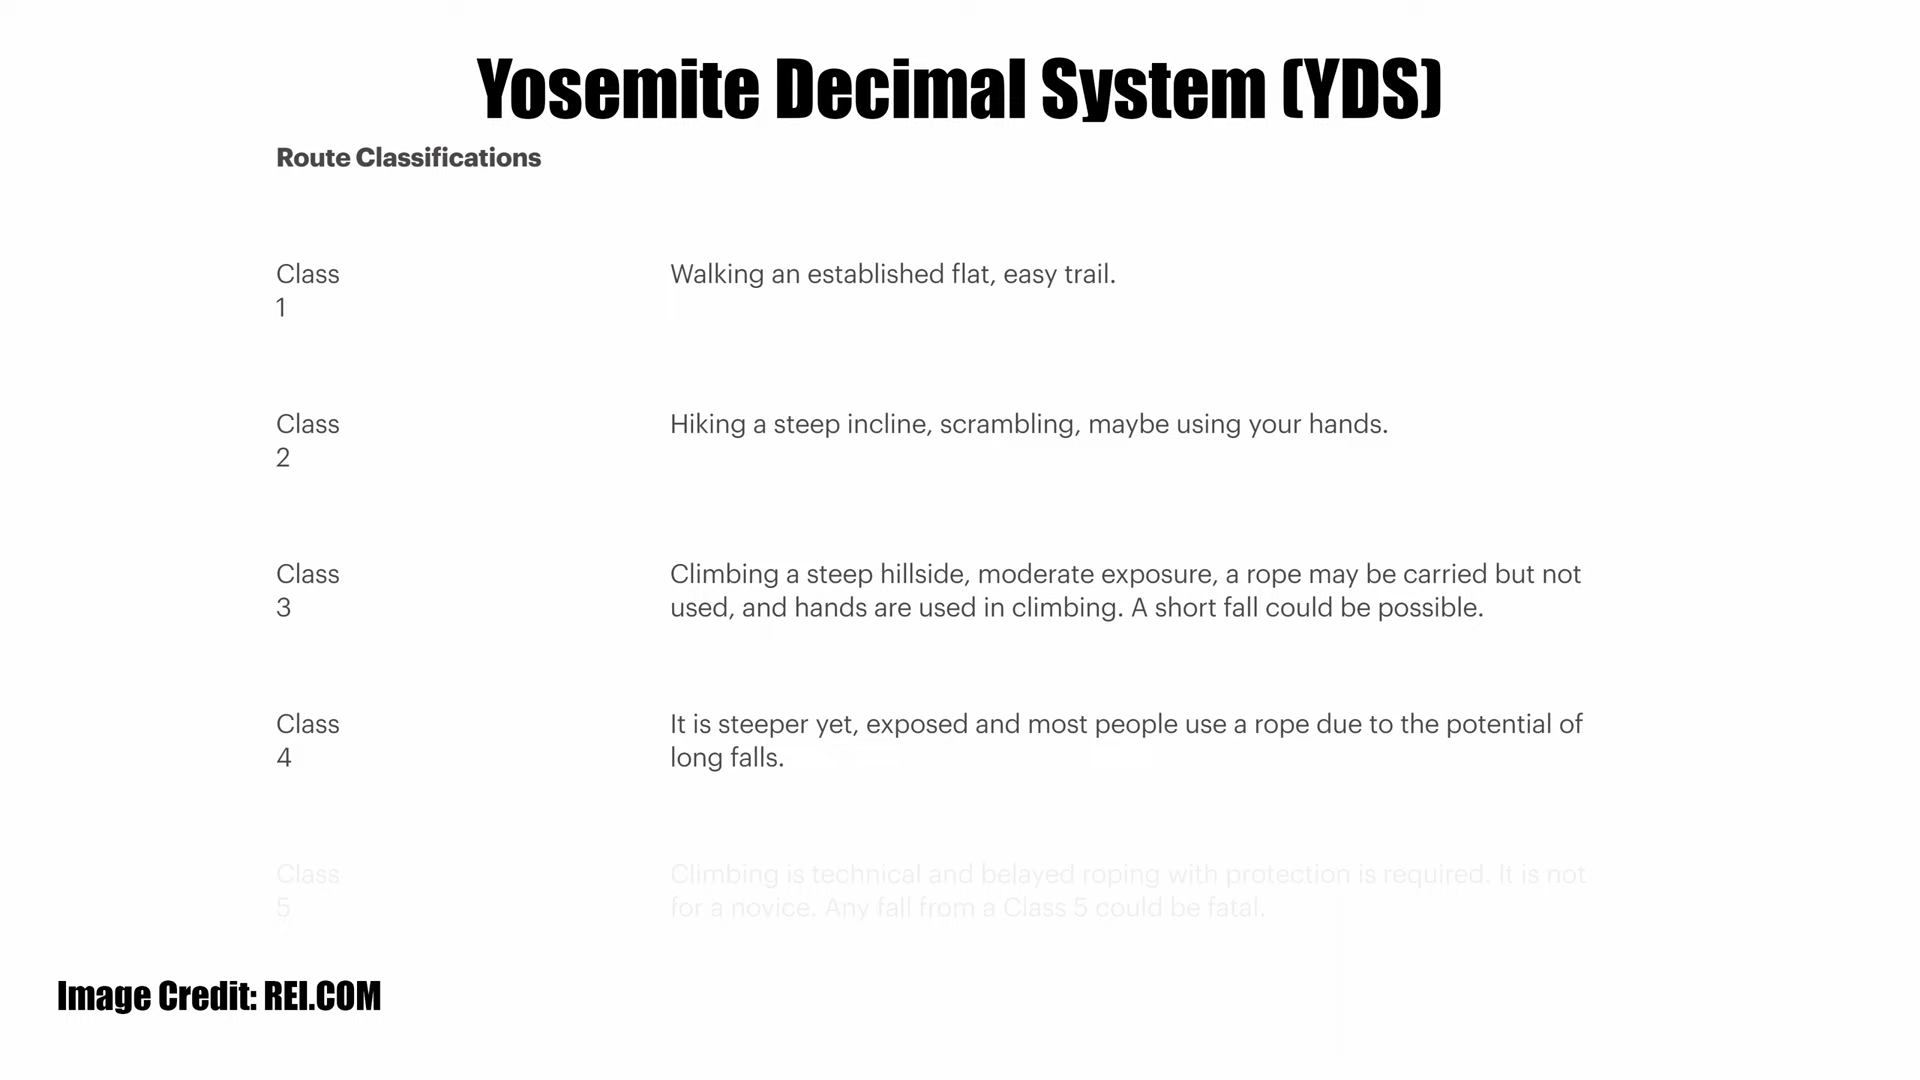 Yosemite Decimal System (YDS)
Route Classifications
Class
1
Walking an established flat, easy trail.
Class
2
Hiking a steep incline, scrambling, maybe using your hands.
Class
3
Climbing a steep hillside, moderate exposure, a rope may be carried but not
used, and hands are used in climbing. A short fall could be possible.
Class
4
It is steeper yet, exposed and most people use a rope due to the potential of
long falls.
Class
5
Climbing is technical and belayed roping with protection is required. It is not
for a novice. Any fall from a Class 5 could be fatal.
Image Credit: REI.COM